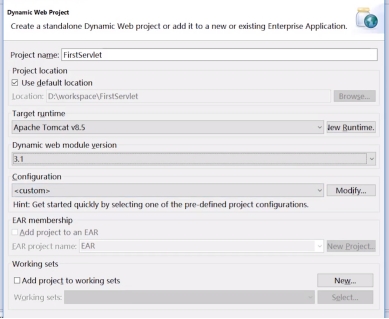 Dynamic Web Project
Create a standalone Dynamic Web project or add it to a new or existing Enterprise Application.
Project name: FirstServlet
Project location
Use default location
Location: D:\workspace\FirstServlet Browse...
Target runtime
Apache Tomcat v8.5 New Runtime.
Dynamic web module version
3.1
Configuration
<custom> Modify...
Hint: Get started quickly by selecting one of the pre-defined project configurations.
EAR membership
Add project to an EAR
EAR project name: EAR New Project...
Working sets
Add project to working sets New...
Working sets: Select...